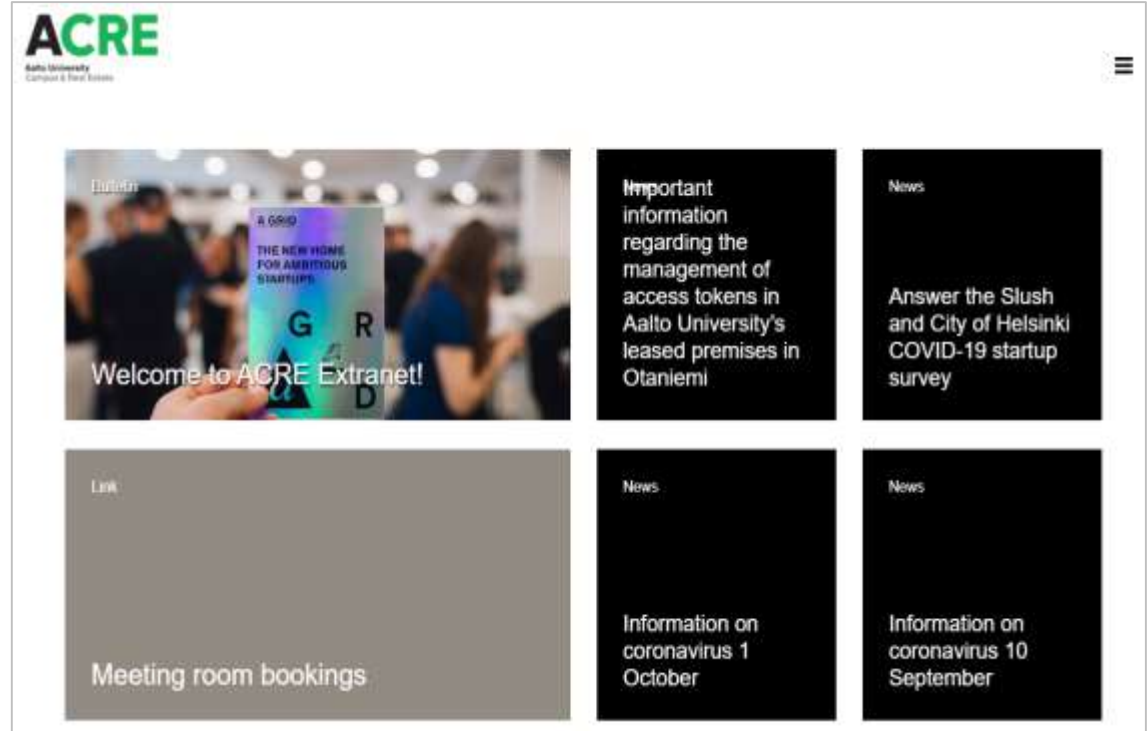 ACRE
Aalto University
Campus & Real Estate
Bulletin
A GRID
THE NEW HOME
FOR AMBITIOUS
STARTUPS
G R
A
D
Welcome to ACRE Extranet!
News
Important
information
regarding the
management of
access tokens in
Aalto University's
leased premises in
Otaniemi
News
Answer the Slush
and City of Helsinki
COVID-19 startup
survey
Link
Meeting room bookings
News
Information on
coronavirus 1
October
News
Information on
coronavirus 10
September